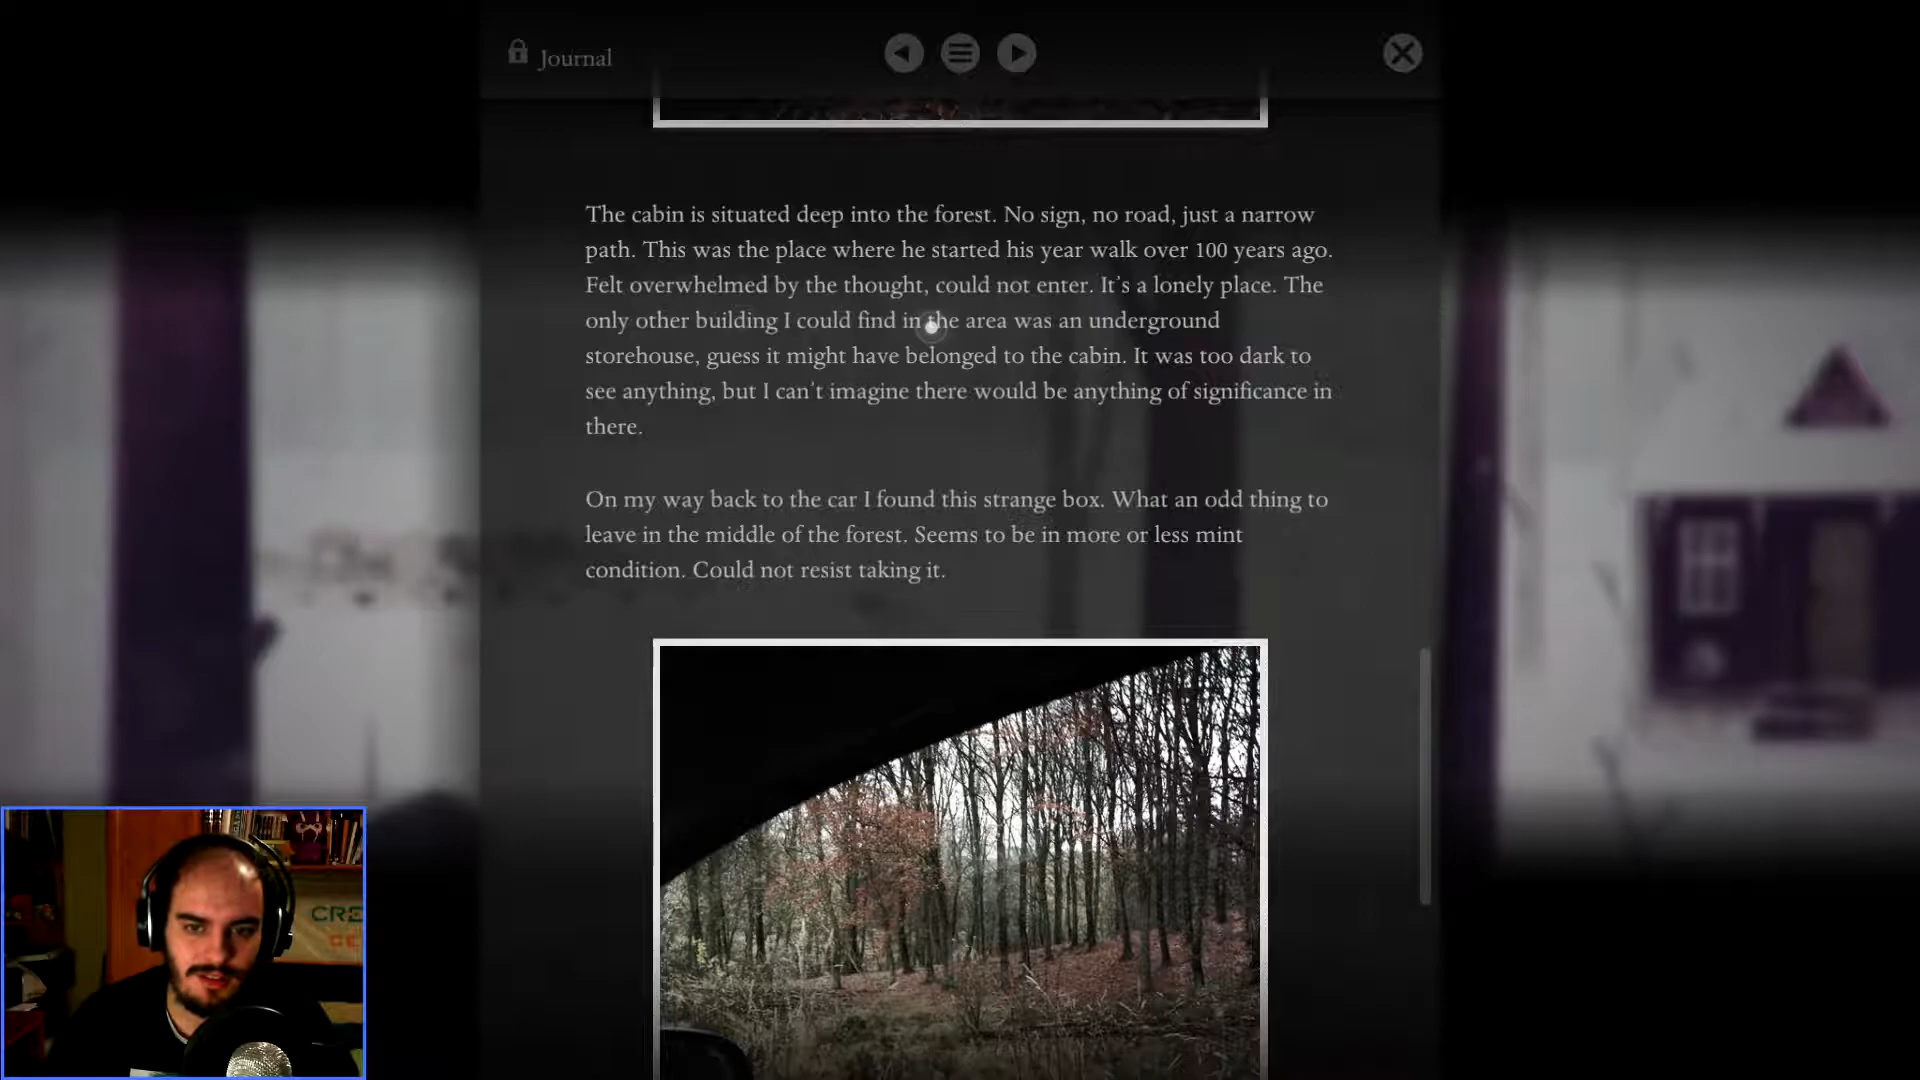 Journal
The cabin is situated deep into the forest. No sign, no road, just a narrow
path. This was the place where he started his year walk over 100 years ago.
Felt overwhelmed by the thought, could not enter. It's a lonely place. The
only other building I could find in the area was an underground
storehouse, guess it might have belonged to the cabin. It was too dark to
see anything, but I can't imagine there would be anything of significance in
there.
On my way back to the car I found this strange box. What an odd thing to
leave in the middle of the forest. Seems to be in more or less mint
condition. Could not resist taking it.
CRE